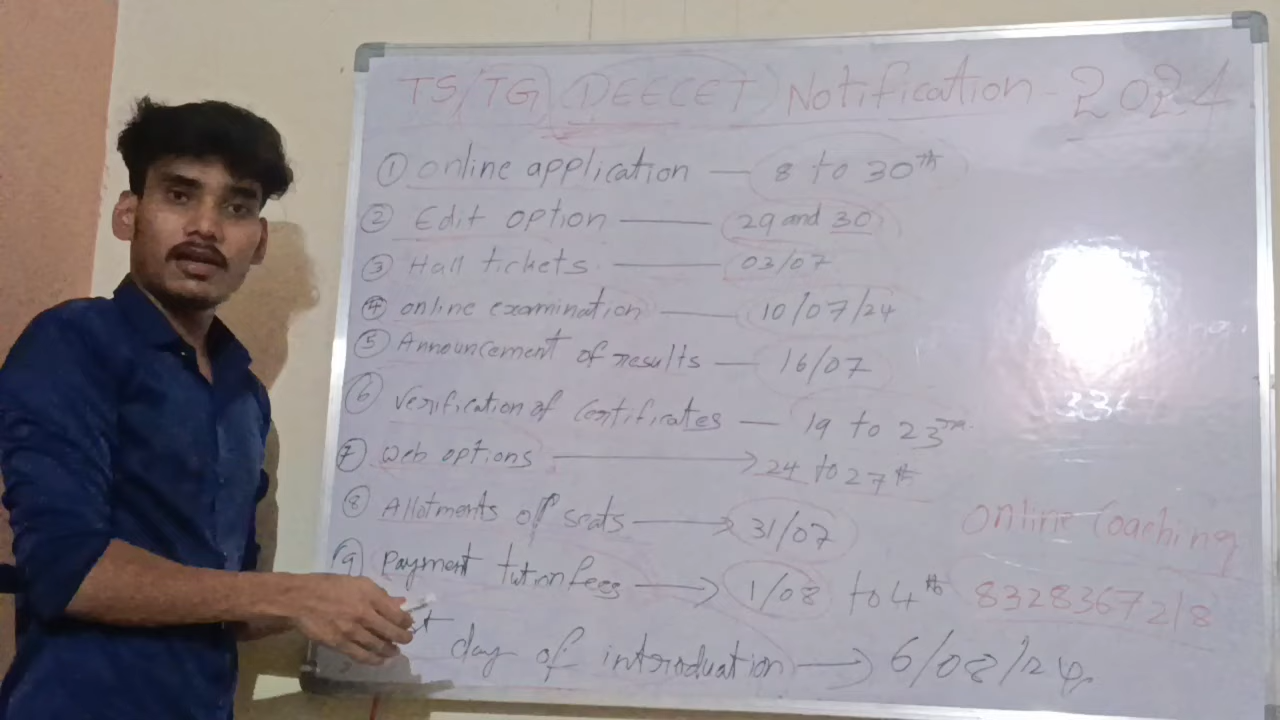 TS/TG (DEECET) Notification - 2024.
① online application — 8 to 30th
② Edit option — 29 and 30
③ Hall tickets — 03/07
④ online examination — 10/07/24
⑤ Announcement of results — 16/07
⑥ verification of certificates — 19 to 23rd
⑦ web options → 24 to 27th
⑧ Allotments of seats → 31/07
⑨ payment tution fees → 1/08 to 4th
day of introduation → 6/08/24
online Coaching
8328367218